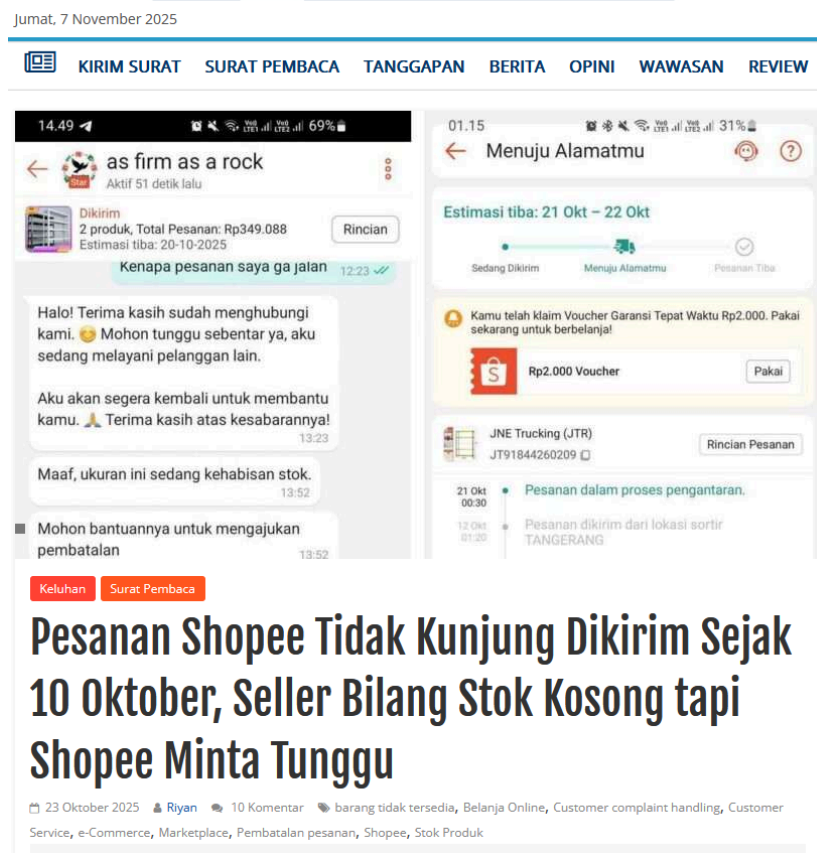 Jumat, 7 November 2025
KIRIM SURAT SURAT PEMBACA TANGGAPAN BERITA OPINI WAWASAN REVIEW
14.49 VoD LTE1 VoD LTE2 69%
as firm as a rock
Star
Aktif 51 detik lalu
Dikirim
2 produk, Total Pesanan: Rp349.088
Estimasi tiba: 20-10-2025
Rincian
Kenapa pesanan saya ga jalan 12:23
Halo! Terima kasih sudah menghubungi
kami. 😊 Mohon tunggu sebentar ya, aku
sedang melayani pelanggan lain.
Aku akan segera kembali untuk membantu
kamu. 🙏 Terima kasih atas kesabarannya!
13:23
Maaf, ukuran ini sedang kehabisan stok.
13:52
Mohon bantuannya untuk mengajukan
pembatalan 13:52
01.15 31%
Menuju Alamatmu
Estimasi tiba: 21 Okt – 22 Okt
Sedang Dikirim Menuju Alamatmu Pesanan Tiba
Kamu telah klaim Voucher Garansi Tepat Waktu Rp2.000. Pakai
sekarang untuk berbelanja!
Rp2.000 Voucher Pakai
JNE Trucking (JTR)
JT91844260209
Rincian Pesanan
21 Okt Pesanan dalam proses pengantaran.
00:30
12 Okt Pesanan dikirim dari lokasi sortir
01:20 TANGERANG
Keluhan Surat Pembaca
Pesanan Shopee Tidak Kunjung Dikirim Sejak
10 Oktober, Seller Bilang Stok Kosong tapi
Shopee Minta Tunggu
23 Oktober 2025 Riyan 10 Komentar barang tidak tersedia, Belanja Online, Customer complaint handling, Customer
Service, e-Commerce, Marketplace, Pembatalan pesanan, Shopee, Stok Produk